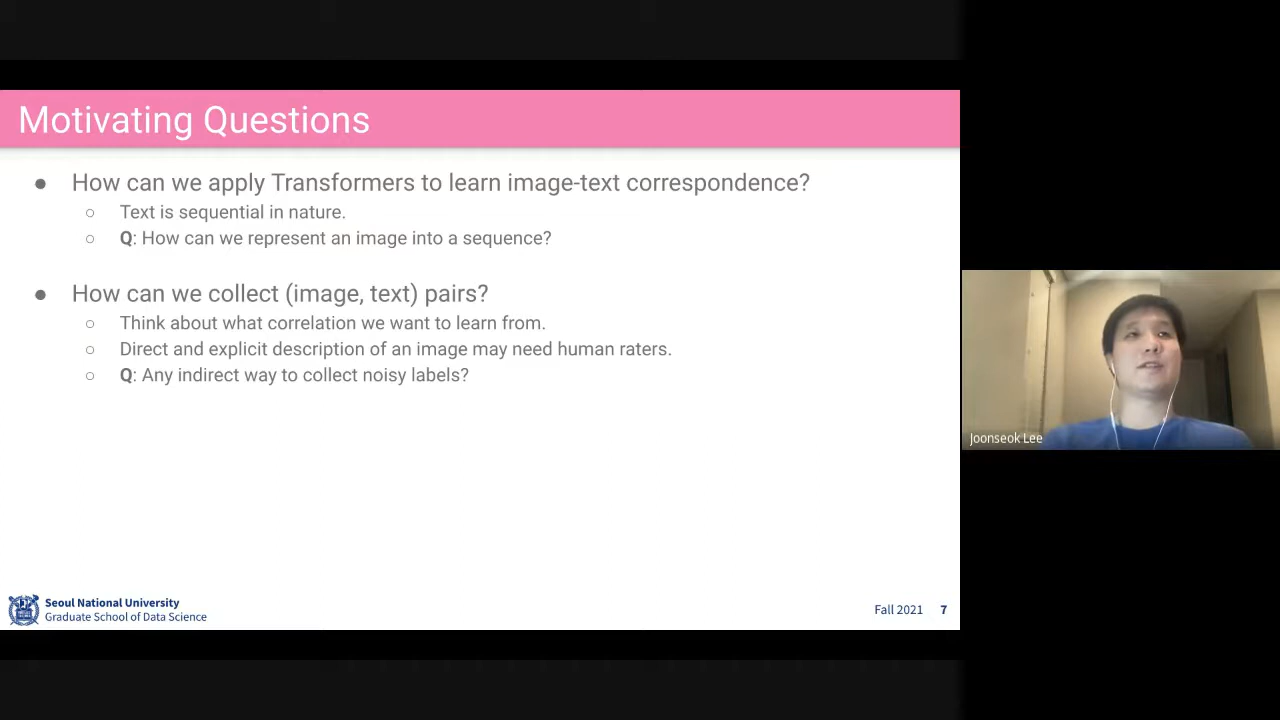 Motivating Questions
● How can we apply Transformers to learn image-text correspondence?
○ Text is sequential in nature.
○ Q: How can we represent an image into a sequence?
● How can we collect (image, text) pairs?
○ Think about what correlation we want to learn from.
○ Direct and explicit description of an image may need human raters.
○ Q: Any indirect way to collect noisy labels?
Joonseok Lee
Seoul National University
Graduate School of Data Science
Fall 2021 7